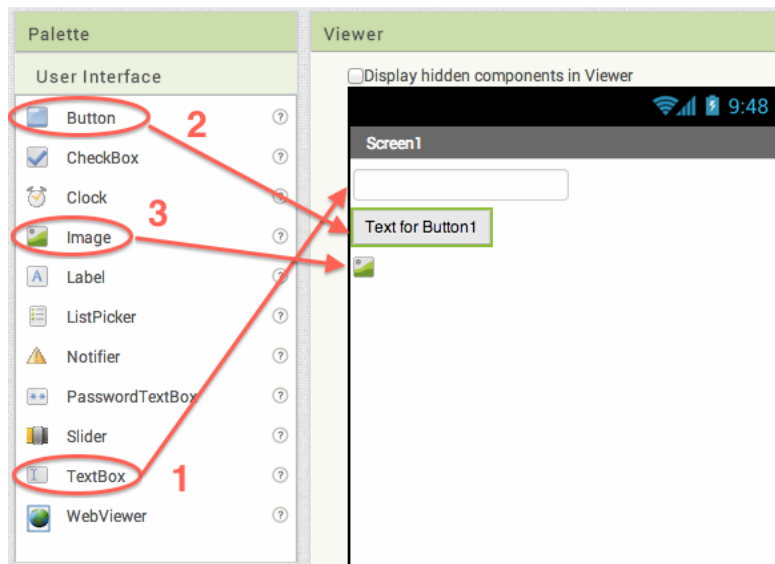 Palette
Viewer
User Interface
Display hidden components in Viewer
Button
?
2
9:48
CheckBox
?
Screen1
Clock
?
3
Image
?
Text for Button1
A
Label
?
ListPicker
?
Notifier
?
**
PasswordTextBox
?
Slider
?
TextBox
1
?
WebViewer
?